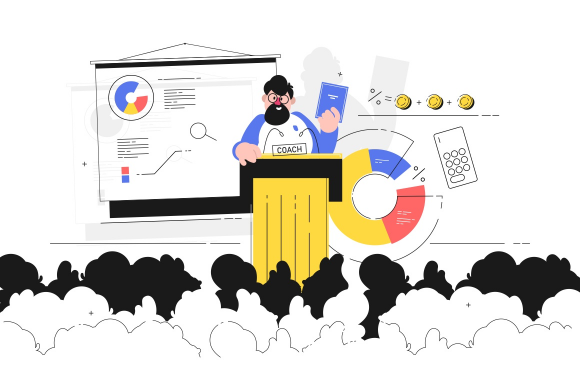 COACH
% =
+
+
%